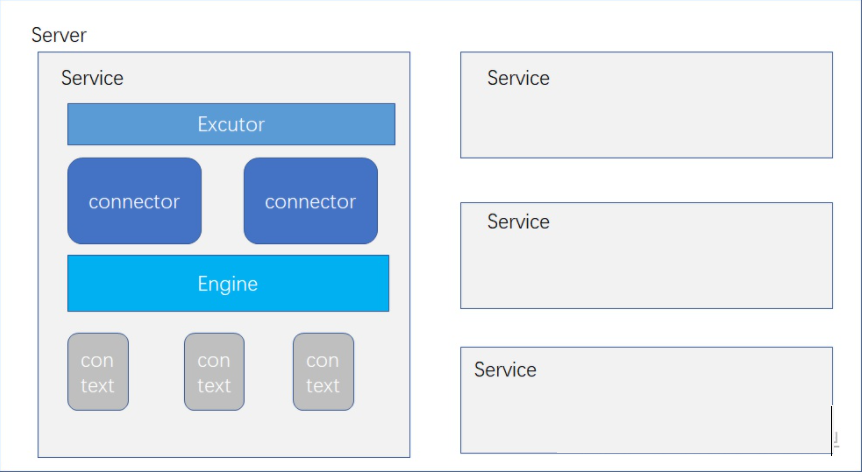 Server
Service
Excutor
connector
connector
Engine
con
text
con
text
con
text
Service
Service
Service